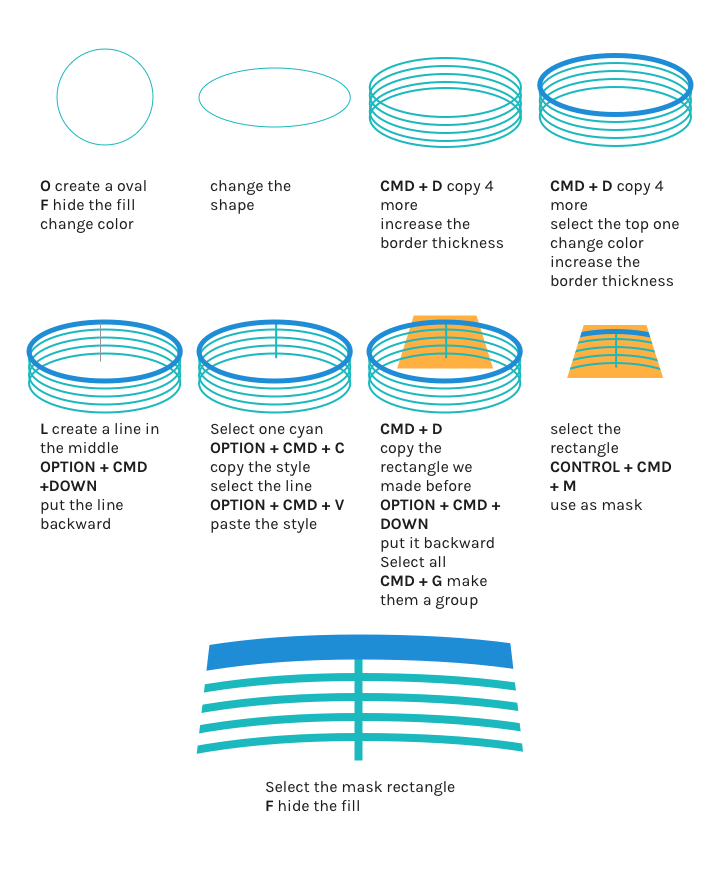 O create a oval
F hide the fill
change color
change the
shape
CMD + D copy 4
more
increase the
border thickness
CMD + D copy 4
more
select the top one
change color
increase the
border thickness
L create a line in
the middle
OPTION + CMD
+DOWN
put the line
backward
Select one cyan
OPTION + CMD + C
copy the style
select the line
OPTION + CMD + V
paste the style
CMD + D
copy the
rectangle we
made before
OPTION + CMD +
DOWN
put it backward
Select all
CMD + G make
them a group
select the
rectangle
CONTROL + CMD
+ M
use as mask
Select the mask rectangle
F hide the fill